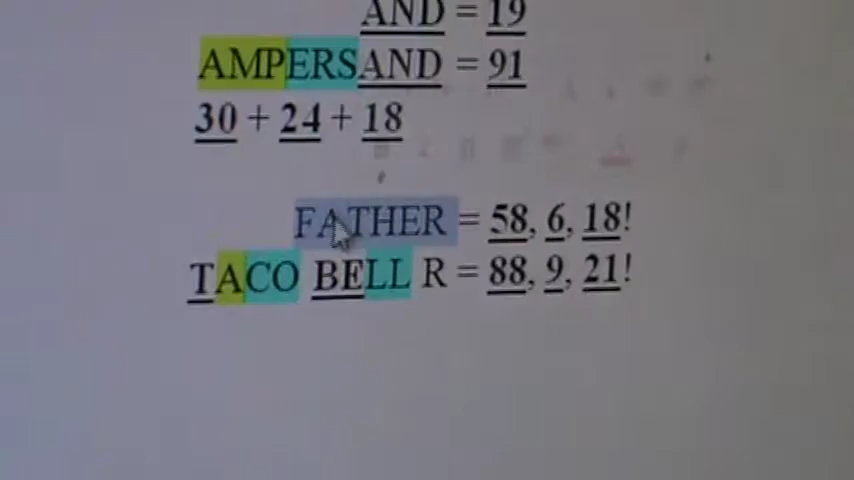 AND = 19
AMPERSAND = 91
30 + 24 + 18
FATHER = 58, 6, 18!
TACO BELL R = 88, 9, 21!